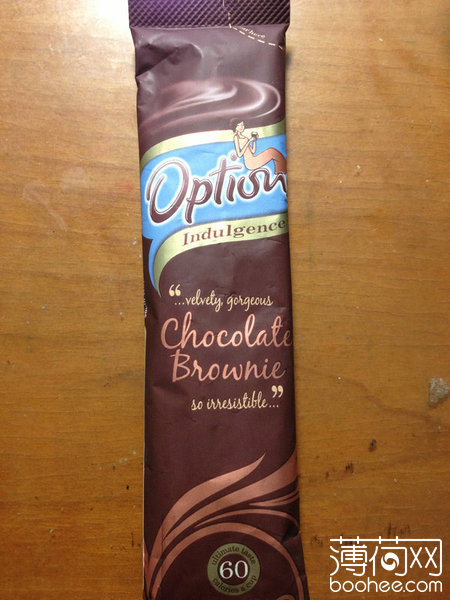 Option
Indulgence
“...velvety, gorgeous
Chocolate
Brownie
so irresistible...”
ultimate taste
60
calories a cup
薄荷网
boohee.com